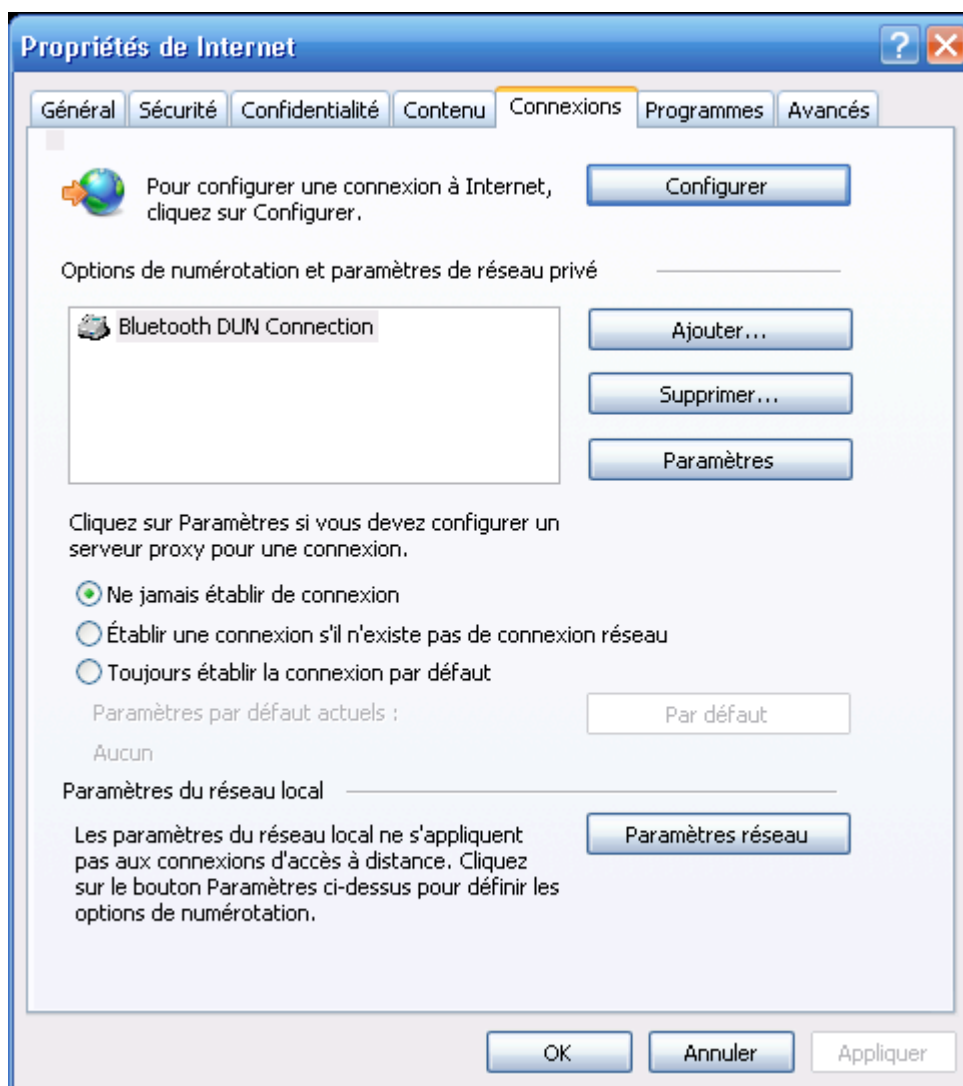 Propriétés de Internet
Général Sécurité Confidentialité Contenu Connexions Programmes Avancés
Pour configurer une connexion à Internet,
cliquez sur Configurer.
Configurer
Options de numérotation et paramètres de réseau privé
Bluetooth DUN Connection
Ajouter...
Supprimer...
Paramètres
Cliquez sur Paramètres si vous devez configurer un
serveur proxy pour une connexion.
Ne jamais établir de connexion
Établir une connexion s'il n'existe pas de connexion réseau
Toujours établir la connexion par défaut
Paramètres par défaut actuels :
Par défaut
Aucun
Paramètres du réseau local
Les paramètres du réseau local ne s'appliquent
pas aux connexions d'accès à distance. Cliquez
sur le bouton Paramètres ci-dessus pour définir les
options de numérotation.
Paramètres réseau
OK Annuler Appliquer